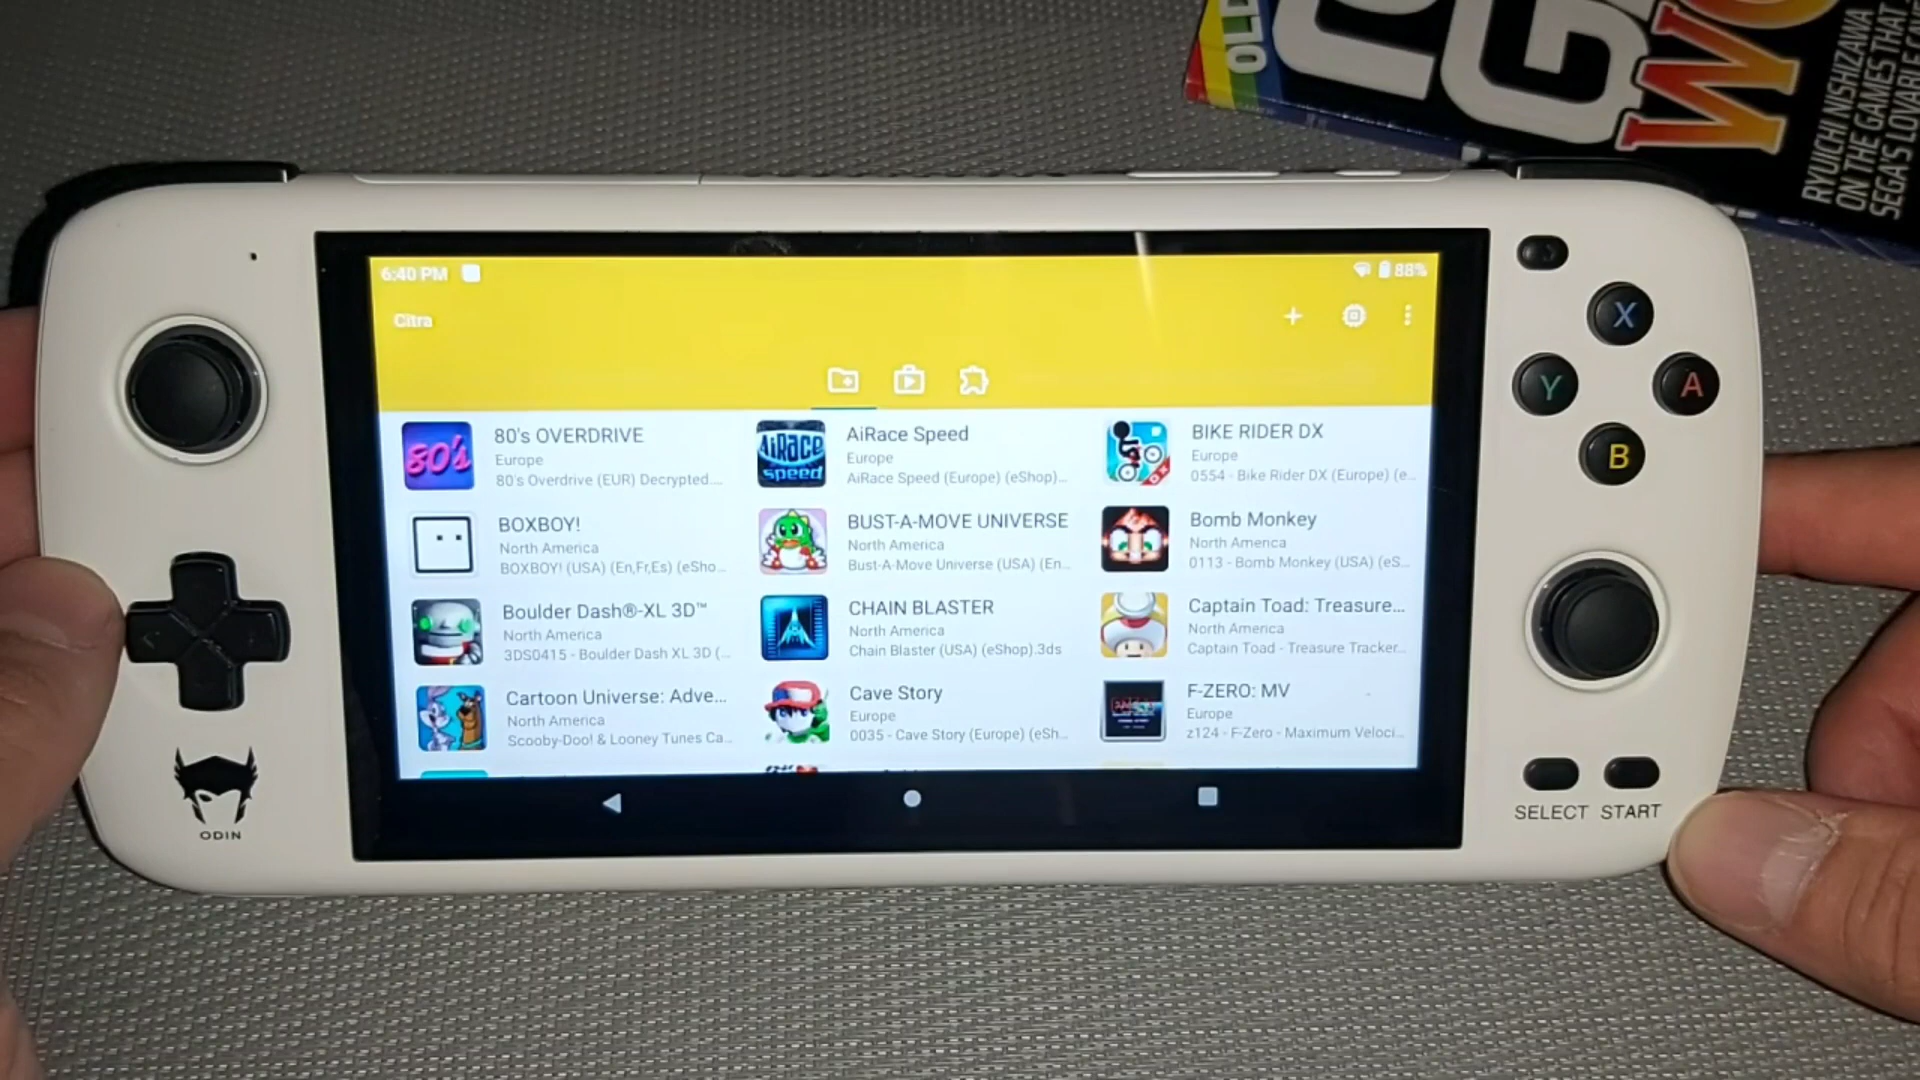 OLD
WO
RYUICHI NISHIZAWA
ON THE GAMES THAT
SEGA'S LOVABLE
6:40 PM
88%
Citra
80's OVERDRIVE
Europe
80's Overdrive (EUR) Decrypted....
AiRace Speed
Europe
AiRace Speed (Europe) (eShop)...
BIKE RIDER DX
Europe
0554 - Bike Rider DX (Europe) (e...
BOXBOY!
North America
BOXBOY! (USA) (En,Fr,Es) (eSho...
BUST-A-MOVE UNIVERSE
North America
Bust-A-Move Universe (USA) (En...
Bomb Monkey
North America
0113 - Bomb Monkey (USA) (eS...
Boulder Dash®-XL 3D™
North America
3DS0415 - Boulder Dash XL 3D (...
CHAIN BLASTER
North America
Chain Blaster (USA) (eShop).3ds
Captain Toad: Treasure...
North America
Captain Toad - Treasure Tracker...
Cartoon Universe: Adve...
North America
Scooby-Doo! & Looney Tunes Ca...
Cave Story
Europe
0035 - Cave Story (Europe) (eSh...
F-ZERO: MV
Europe
z124 - F-Zero - Maximum Veloci...
80's
AiRACE
speed
DX
X
Y
A
B
SELECT START
ODIN